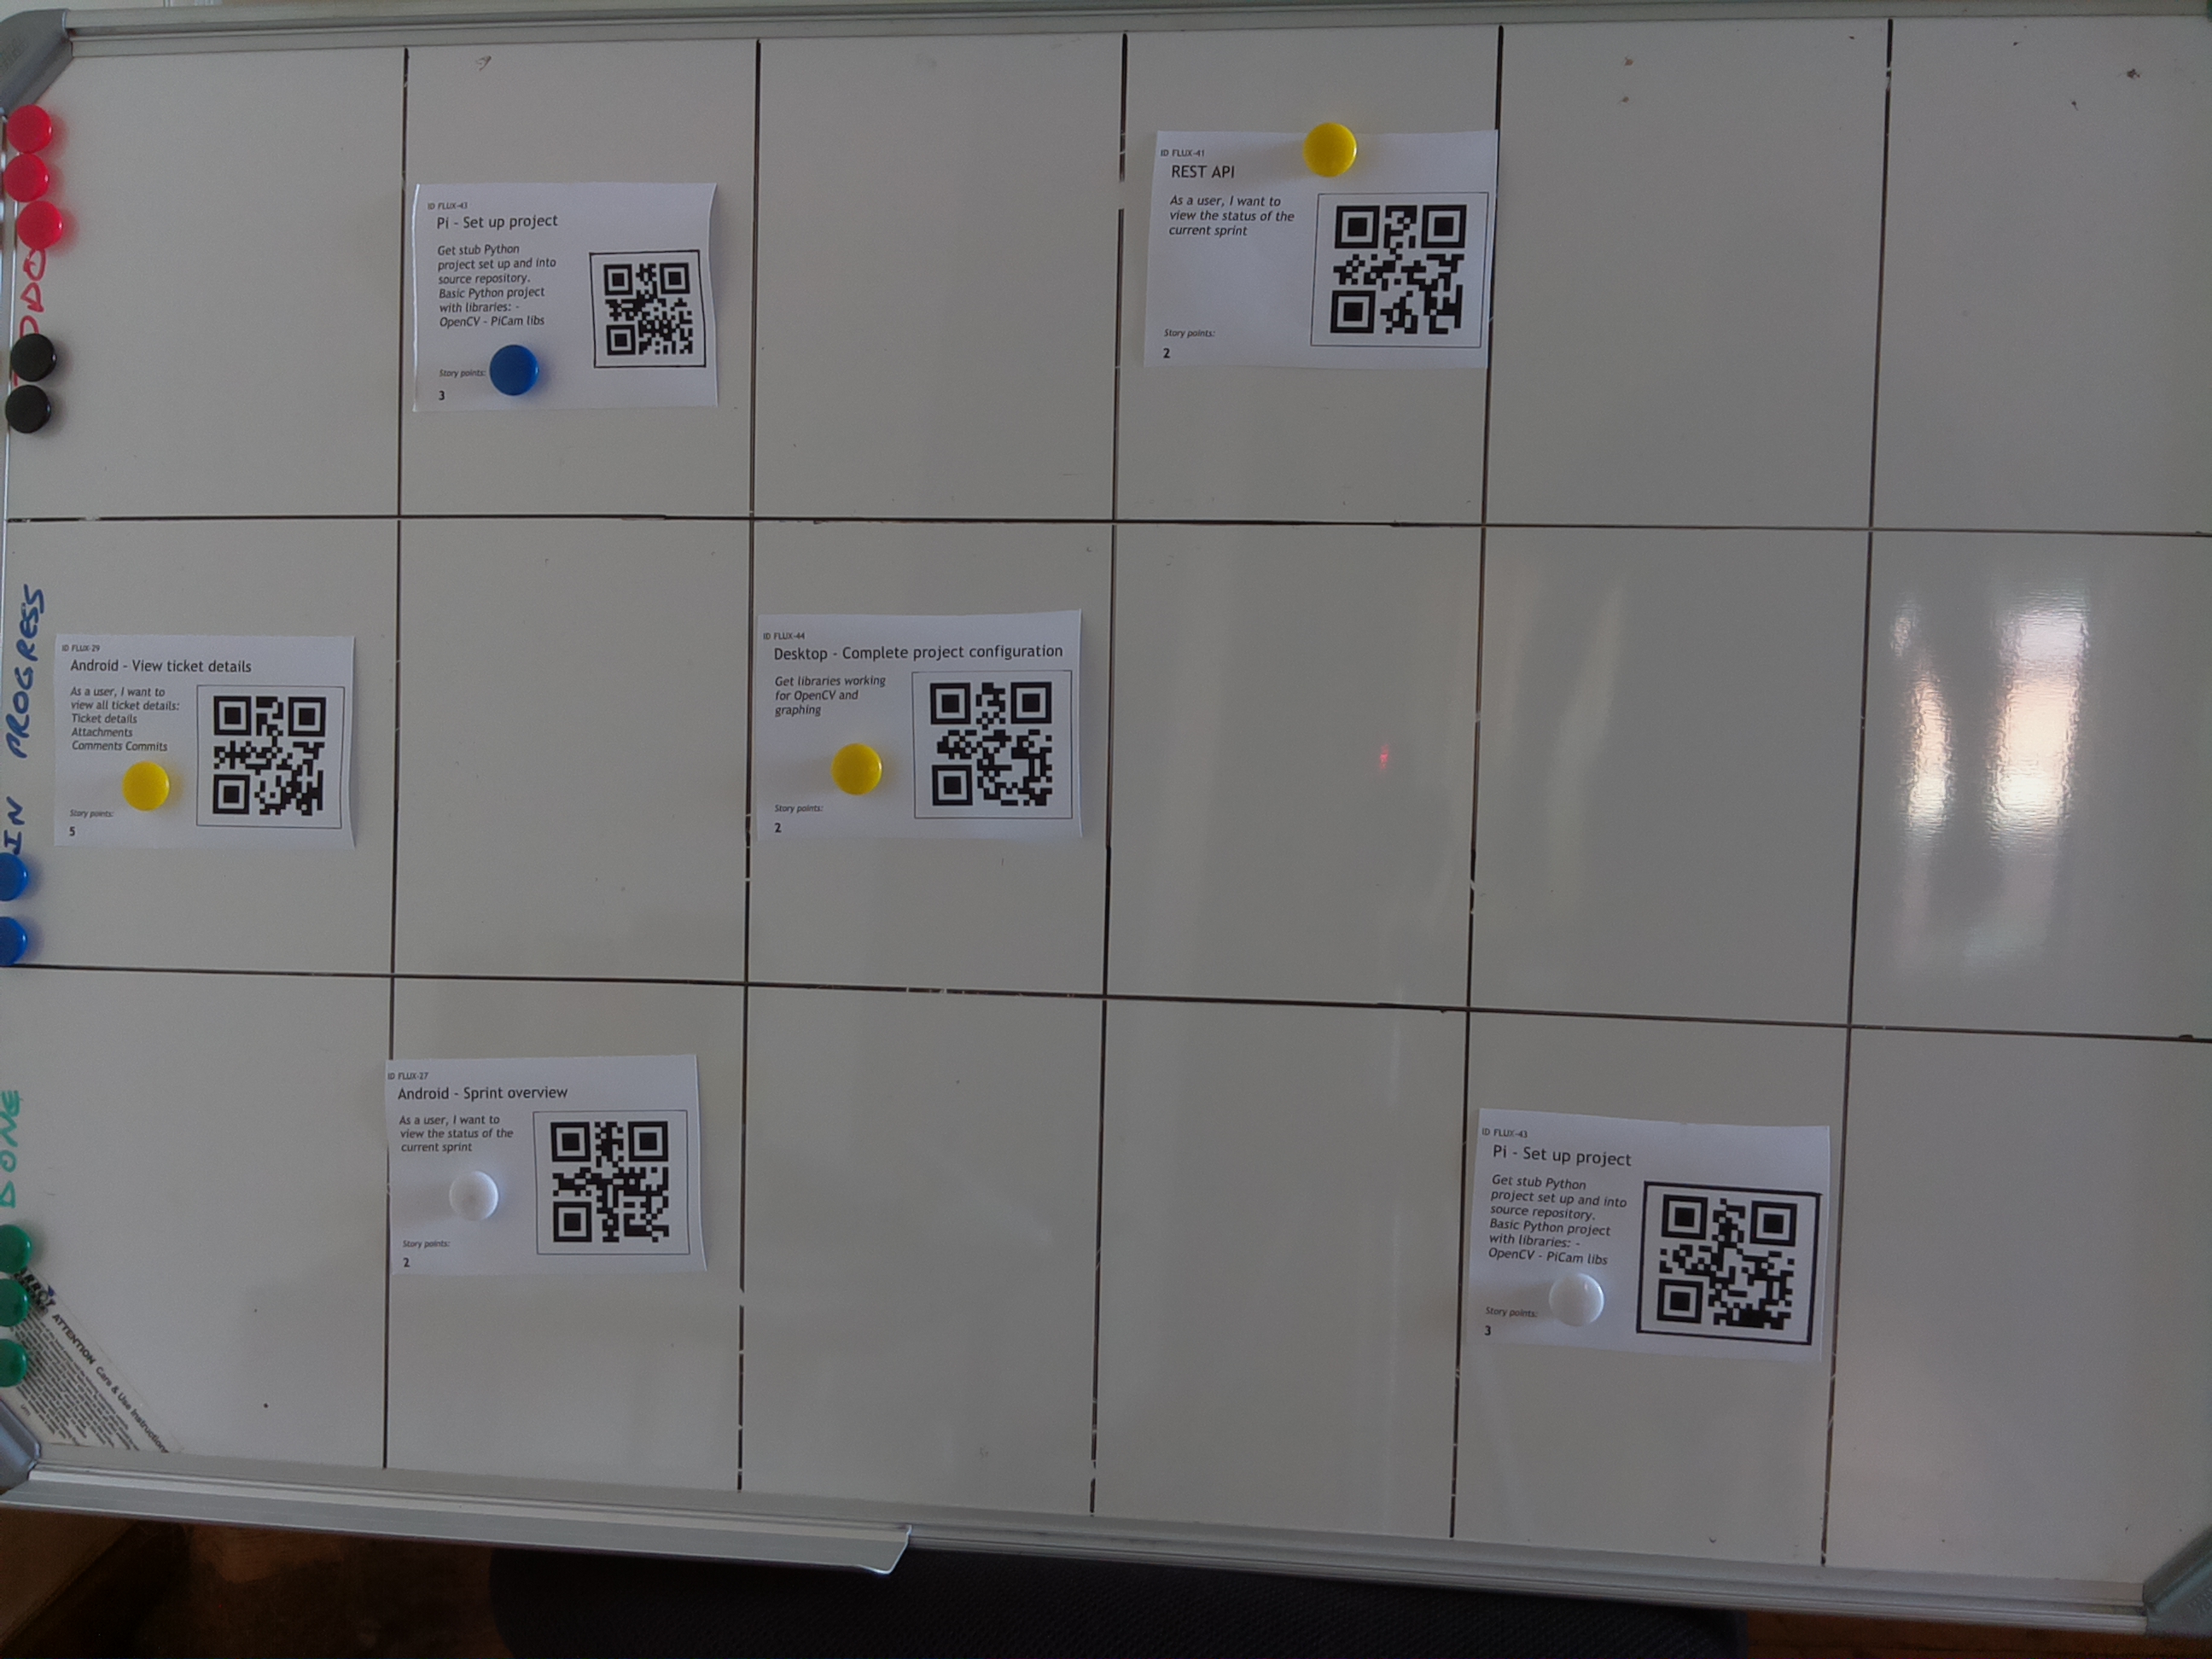 TODO
ID FLUX-43
Pi - Set up project
Get stub Python
project set up and into
source repository.
Basic Python project
with libraries: -
OpenCV - PiCam libs
Story points:
3
ID FLUX-41
REST API
As a user, I want to
view the status of the
current sprint
Story points:
2
IN PROGRESS
ID FLUX-29
Android - View ticket details
As a user, I want to
view all ticket details:
Ticket details
Attachments
Comments Commits
Story points:
5
ID FLUX-44
Desktop - Complete project configuration
Get libraries working
for OpenCV and
graphing
Story points:
2
DONE
ID FLUX-27
Android - Sprint overview
As a user, I want to
view the status of the
current sprint
Story points:
2
ID FLUX-43
Pi - Set up project
Get stub Python
project set up and into
source repository.
Basic Python project
with libraries: -
OpenCV - PiCam libs
Story points:
3
ATTENTION Care & Use Instructions